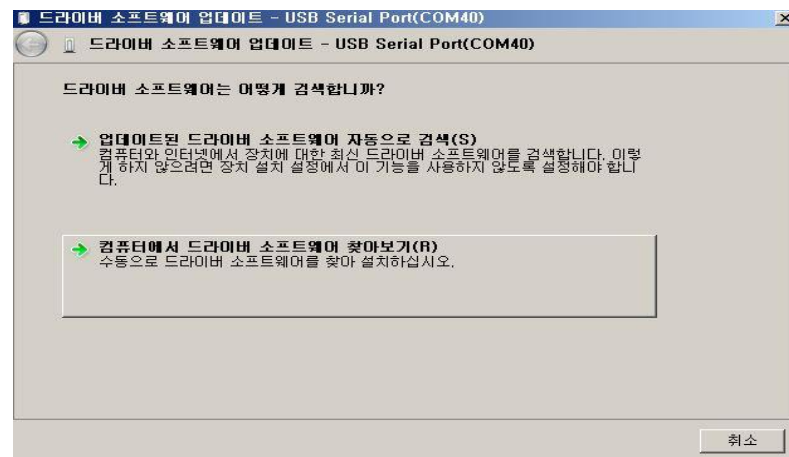 드라이버 소프트웨어 업데이트 - USB Serial Port(COM40)
드라이버 소프트웨어 업데이트 - USB Serial Port(COM40)
드라이버 소프트웨어는 어떻게 검색합니까?
업데이트된 드라이버 소프트웨어 자동으로 검색(S)
컴퓨터와 인터넷에서 장치에 대한 최신 드라이버 소프트웨어를 검색합니다. 이렇
게 하지 않으려면 장치 설치 설정에서 이 기능을 사용하지 않도록 설정해야 합니
다.
컴퓨터에서 드라이버 소프트웨어 찾아보기(R)
수동으로 드라이버 소프트웨어를 찾아 설치하십시오.
취소